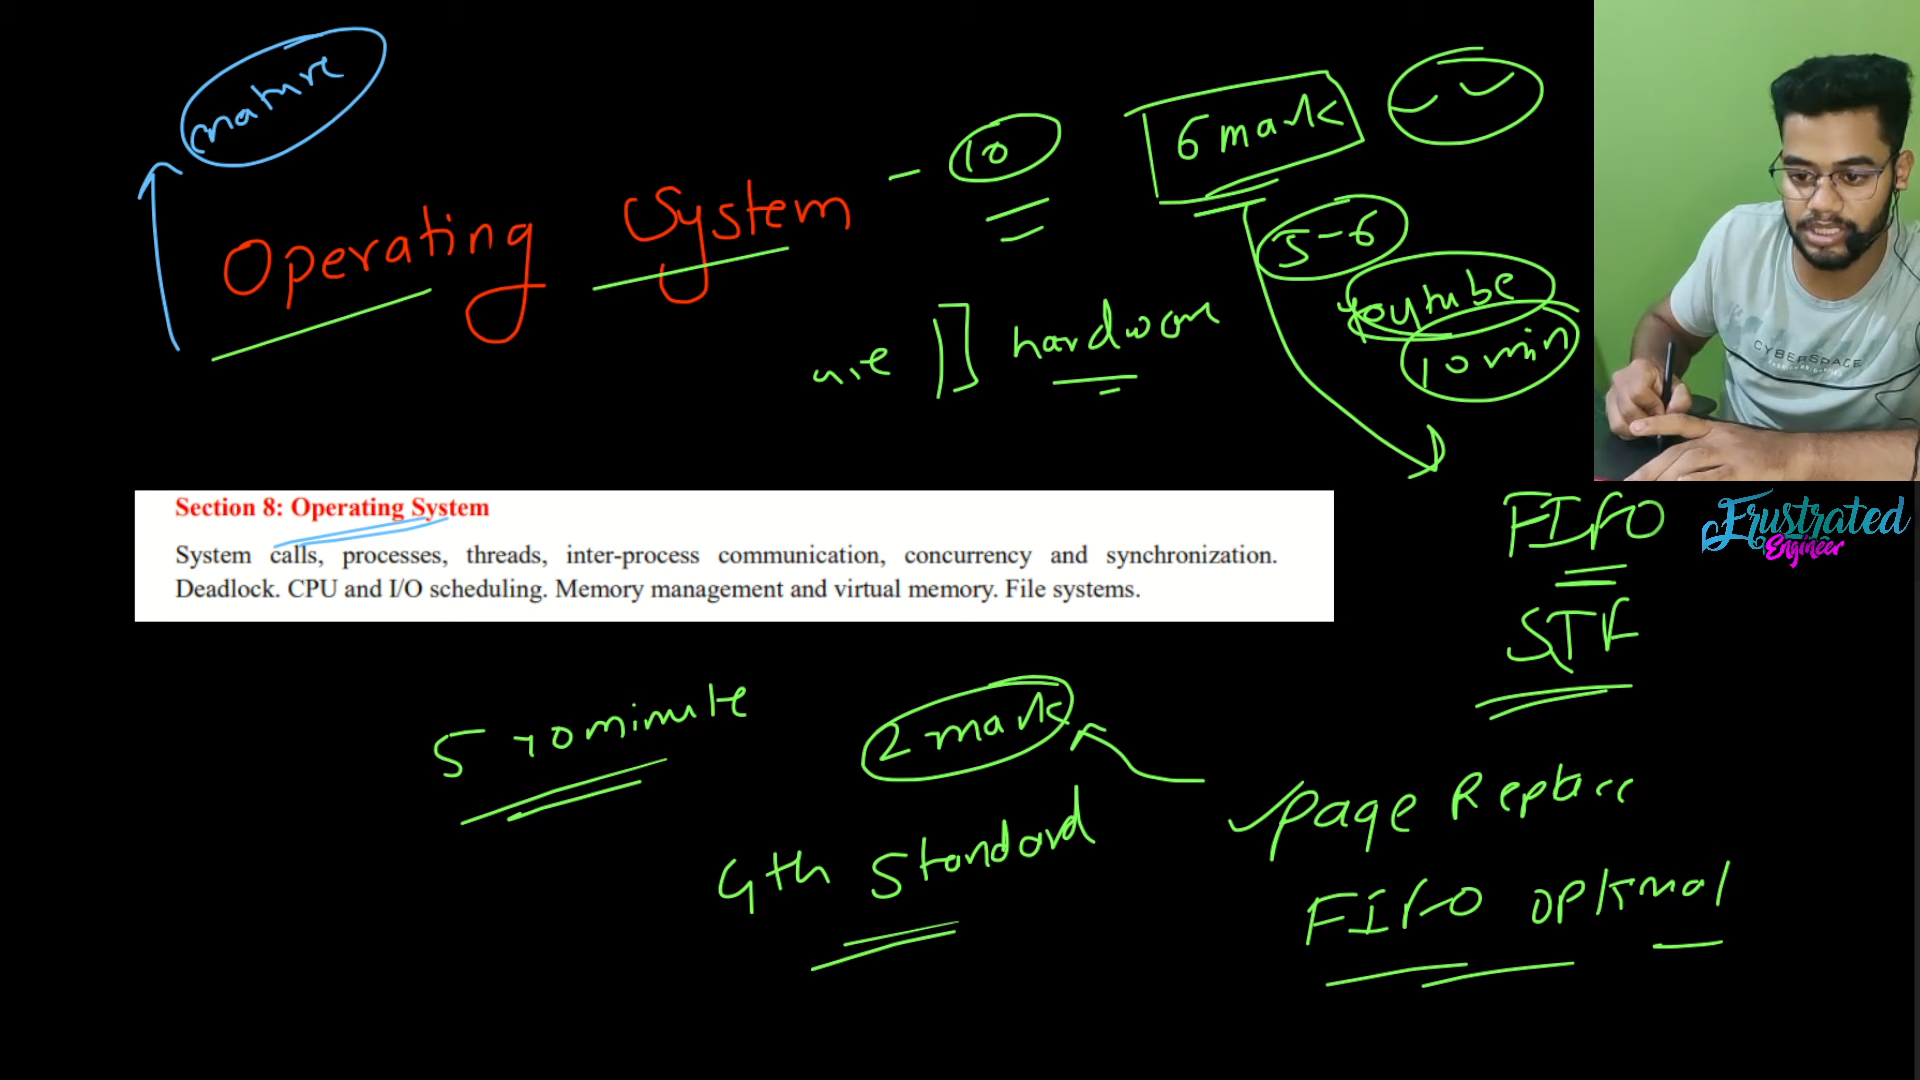 mature
Operating System - 10
6 mark
5-6
youtube
10 min
hardware
Section 8: Operating System
System calls, processes, threads, inter-process communication, concurrency and synchronization.
Deadlock. CPU and I/O scheduling. Memory management and virtual memory. File systems.
FIFO
CYBERSPACE
Frustrated
Engineer
5 minute
2 mark
4th Standard
page Replace
FIFO optimal